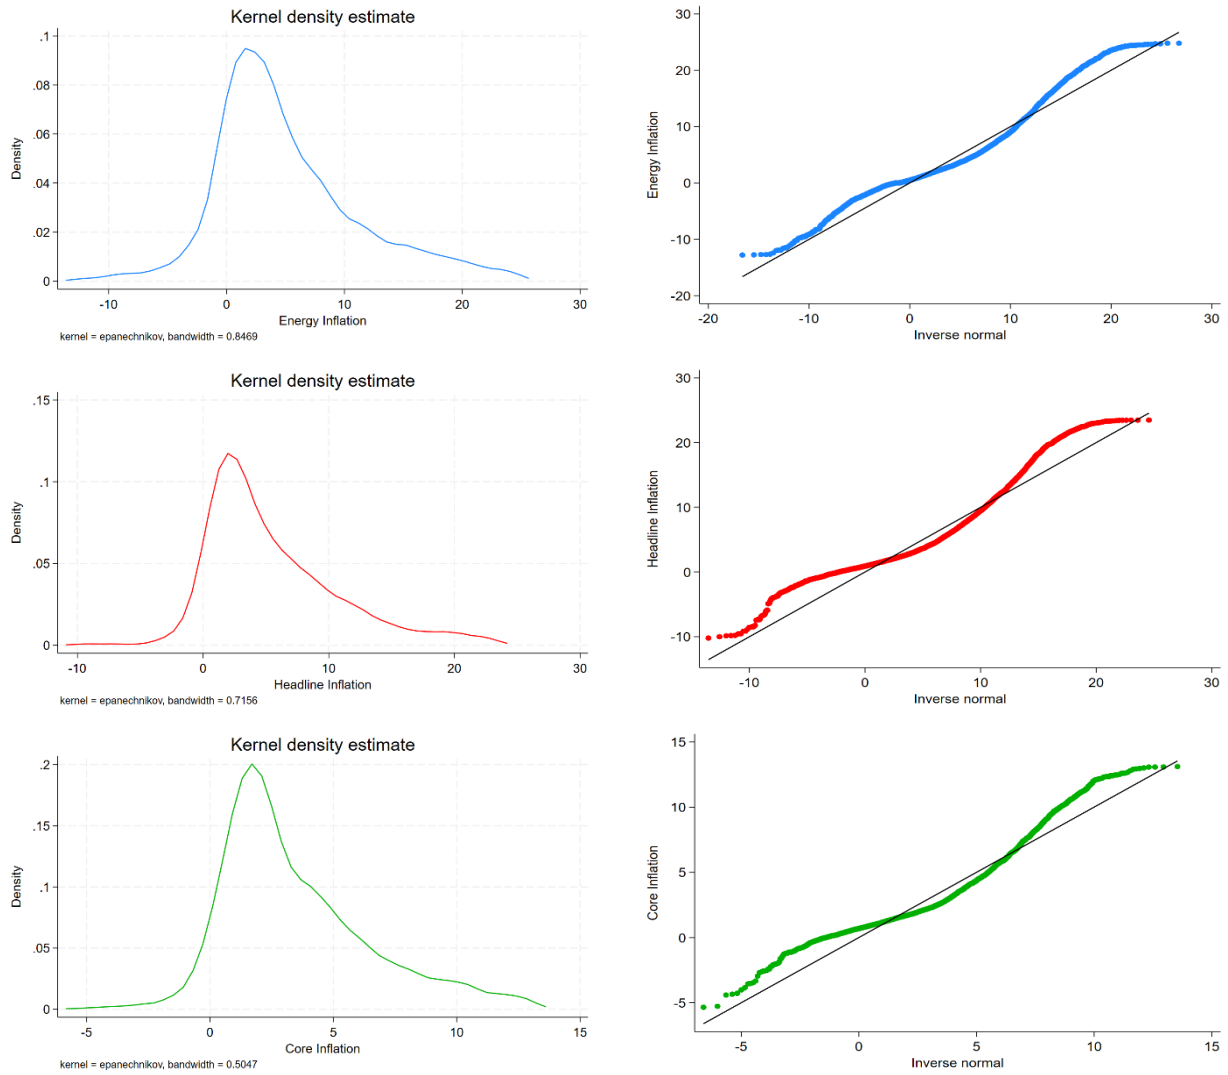 Kernel density estimate
.1
.08
.06
.04
.02
0
Density
-10 0 10 20 30
Energy Inflation
kernel = epanechnikov, bandwidth = 0.8469
30
20
10
0
-10
-20
Energy Inflation
-20 -10 0 10 20 30
Inverse normal
Kernel density estimate
.15
.1
.05
0
Density
-10 0 10 20 30
Headline Inflation
kernel = epanechnikov, bandwidth = 0.7156
30
20
10
0
-10
Headline Inflation
-10 0 10 20 30
Inverse normal
Kernel density estimate
.2
.15
.1
.05
0
Density
-5 0 5 10 15
Core Inflation
kernel = epanechnikov, bandwidth = 0.5047
15
10
5
0
-5
Core Inflation
-5 0 5 10 15
Inverse normal